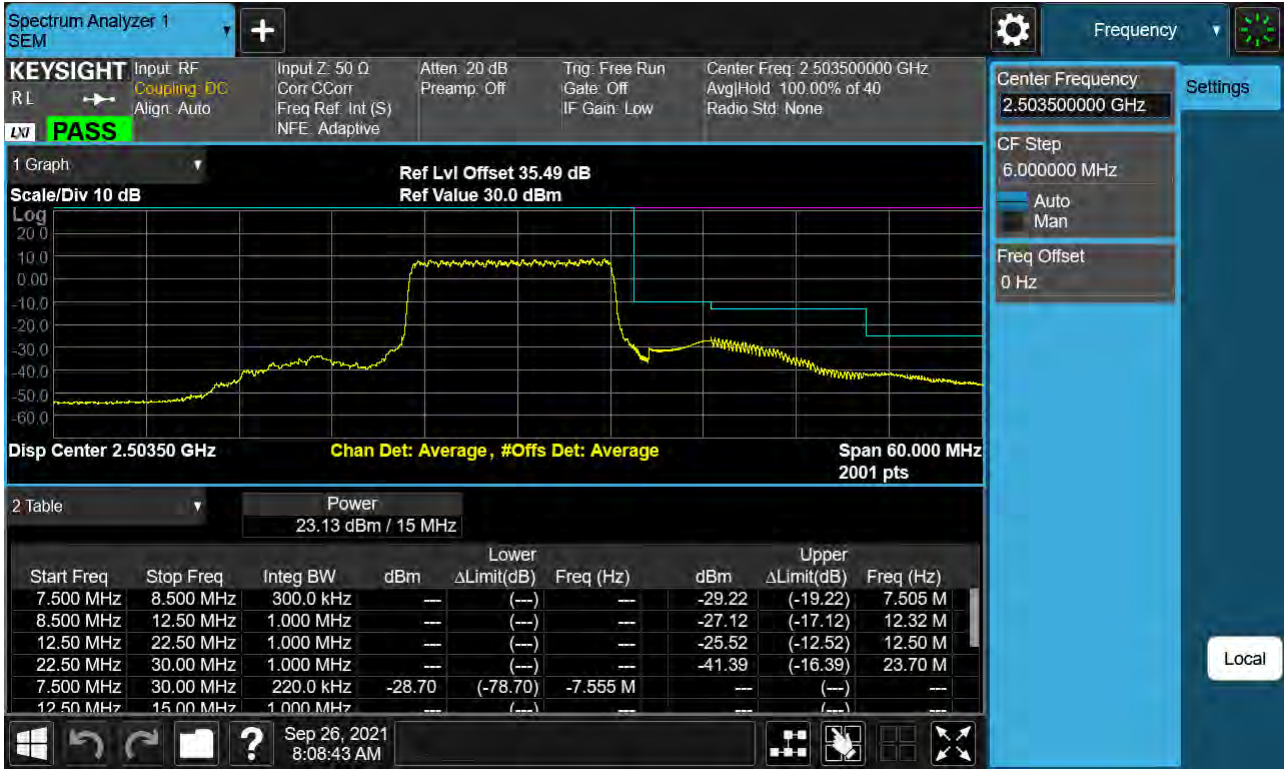 Spectrum Analyzer 1
SEM
Frequency
KEYSIGHT
R L
LXI
PASS
Input: RF
Coupling: DC
Align: Auto
Input Z: 50 Ω
Corr CCorr
Freq Ref: Int (S)
NFE: Adaptive
Atten: 20 dB
Preamp: Off
Trig: Free Run
Gate: Off
IF Gain: Low
Center Freq: 2.503500000 GHz
Avg|Hold: 100.00% of 40
Radio Std: None
Center Frequency
2.503500000 GHz
Settings
CF Step
6.000000 MHz
Auto
Man
Freq Offset
0 Hz
1 Graph
Scale/Div 10 dB
Ref Lvl Offset 35.49 dB
Ref Value 30.0 dBm
Log
20.0
10.0
0.00
-10.0
-20.0
-30.0
-40.0
-50.0
-60.0
Disp Center 2.50350 GHz
Chan Det: Average, #Offs Det: Average
Span 60.000 MHz
2001 pts
2 Table
Power
23.13 dBm / 15 MHz
Lower Upper
Start Freq Stop Freq Integ BW dBm ΔLimit(dB) Freq (Hz) dBm ΔLimit(dB) Freq (Hz)
7.500 MHz 8.500 MHz 300.0 kHz --- (---) --- -29.22 (-19.22) 7.505 M
8.500 MHz 12.50 MHz 1.000 MHz --- (---) --- -27.12 (-17.12) 12.32 M
12.50 MHz 22.50 MHz 1.000 MHz --- (---) --- -25.52 (-12.52) 12.50 M
22.50 MHz 30.00 MHz 1.000 MHz --- (---) --- -41.39 (-16.39) 23.70 M
7.500 MHz 30.00 MHz 220.0 kHz -28.70 (-78.70) -7.555 M --- (---) ---
12.50 MHz 15.00 MHz 1.000 MHz --- (---) --- --- (---) ---
Local
?
Sep 26, 2021
8:08:43 AM